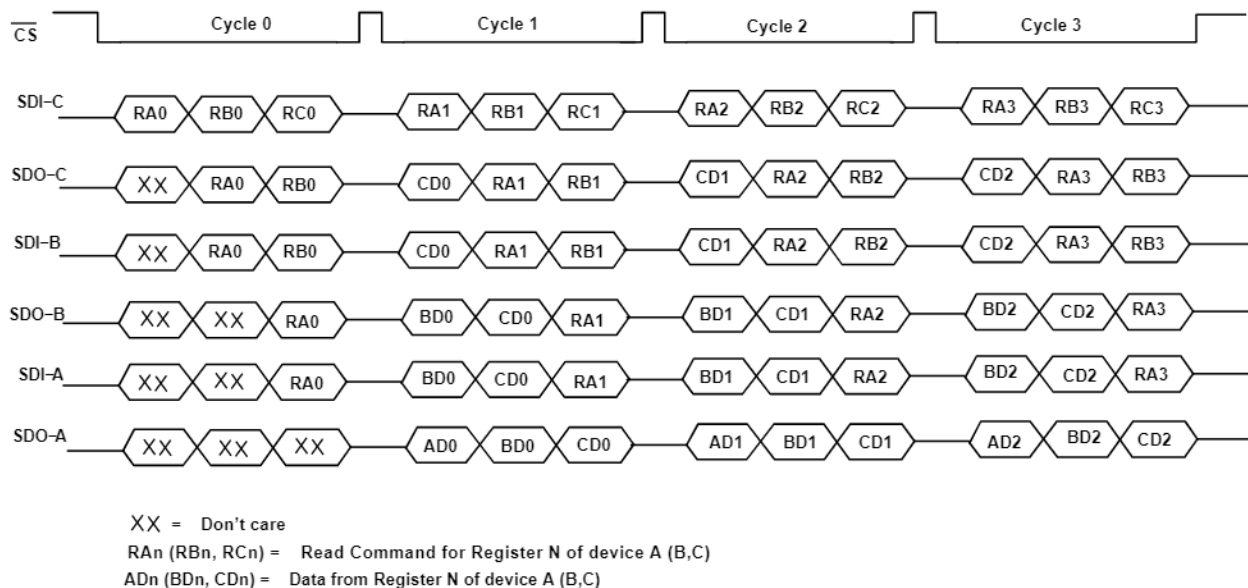 Cycle 0 Cycle 1 Cycle 2 Cycle 3
CS
SDI-C RA0 RB0 RC0 RA1 RB1 RC1 RA2 RB2 RC2 RA3 RB3 RC3
SDO-C XX RA0 RB0 CD0 RA1 RB1 CD1 RA2 RB2 CD2 RA3 RB3
SDI-B XX RA0 RB0 CD0 RA1 RB1 CD1 RA2 RB2 CD2 RA3 RB3
SDO-B XX XX RA0 BD0 CD0 RA1 BD1 CD1 RA2 BD2 CD2 RA3
SDI-A XX XX RA0 BD0 CD0 RA1 BD1 CD1 RA2 BD2 CD2 RA3
SDO-A XX XX XX AD0 BD0 CD0 AD1 BD1 CD1 AD2 BD2 CD2
XX = Don't care
RAn (RBn, RCn) = Read Command for Register N of device A (B,C)
ADn (BDn, CDn) = Data from Register N of device A (B,C)